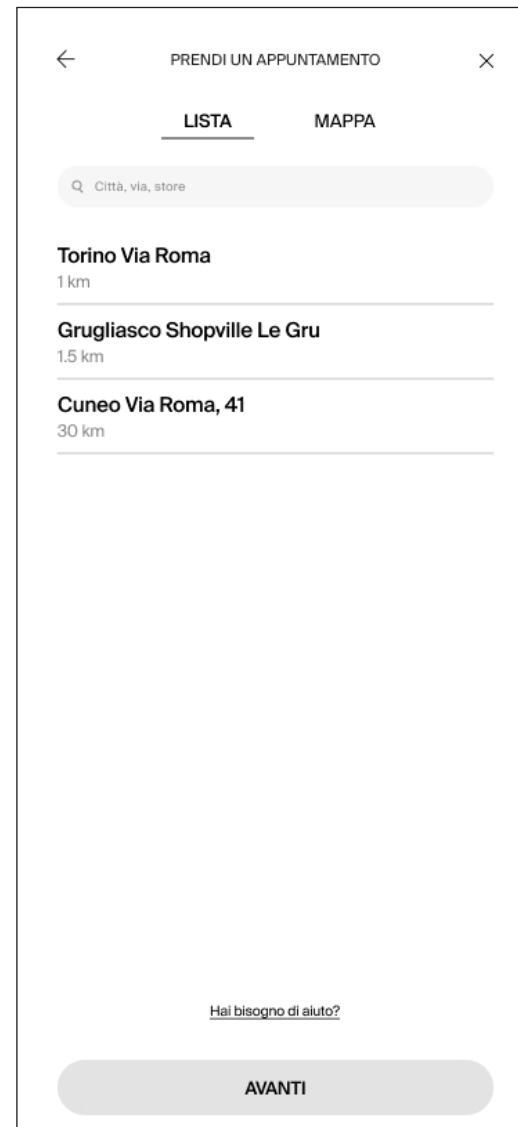 PRENDI UN APPUNTAMENTO
LISTA MAPPA
Città, via, store
Torino Via Roma
1 km
Grugliasco Shopville Le Gru
1.5 km
Cuneo Via Roma, 41
30 km
Hai bisogno di aiuto?
AVANTI